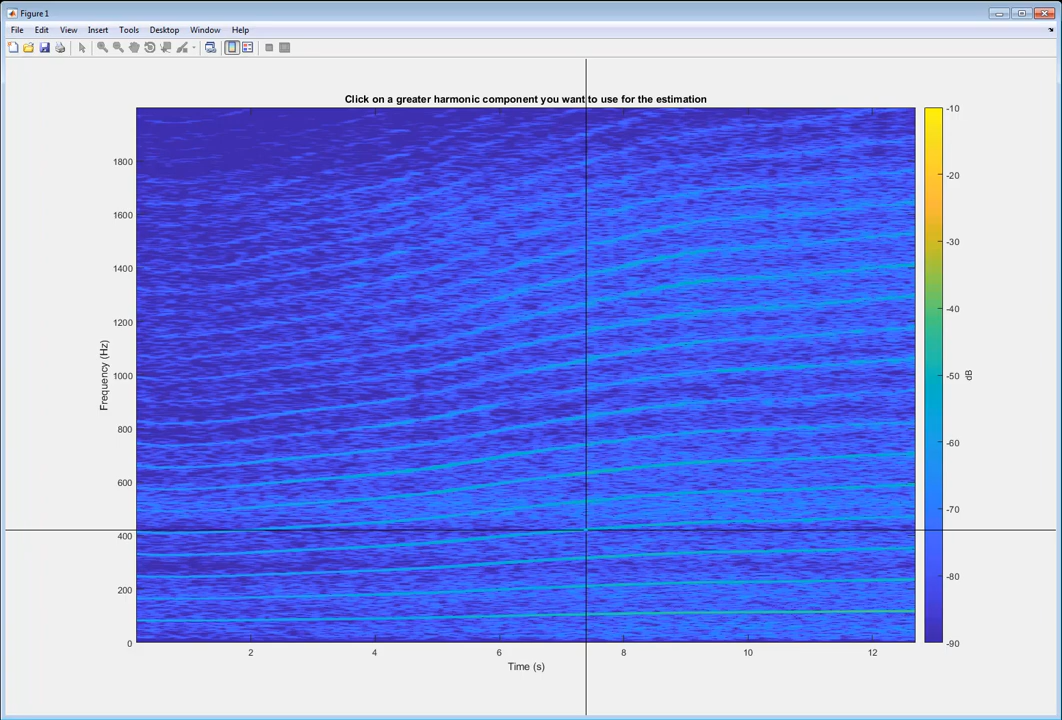 Figure 1
File Edit View Insert Tools Desktop Window Help
Click on a greater harmonic component you want to use for the estimation
1800
1600
1400
1200
1000
800
600
400
200
0
Frequency (Hz)
2 4 6 8 10 12
Time (s)
-10
-20
-30
-40
-50
-60
-70
-80
-90
dB